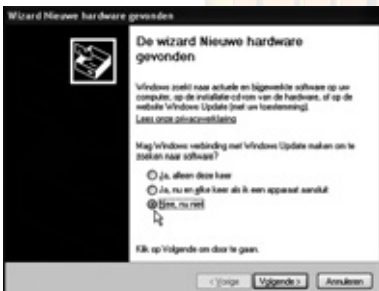 Wizard Nieuwe hardware gevonden
De wizard Nieuwe hardware
gevonden
Windows zoekt naar actuele en bijgewerkte software op uw
computer, op de installatie-cd-rom van de hardware, of op de
website Windows Update (met uw toestemming).
Lees onze privacyverklaring
Mag Windows verbinding met Windows Update maken om te
zoeken naar software?
Ja, alleen deze keer
Ja, nu en elke keer als ik een apparaat aansluit
Nee, nu niet
Klik op Volgende om door te gaan.
< Vorige
Volgende >
Annuleren